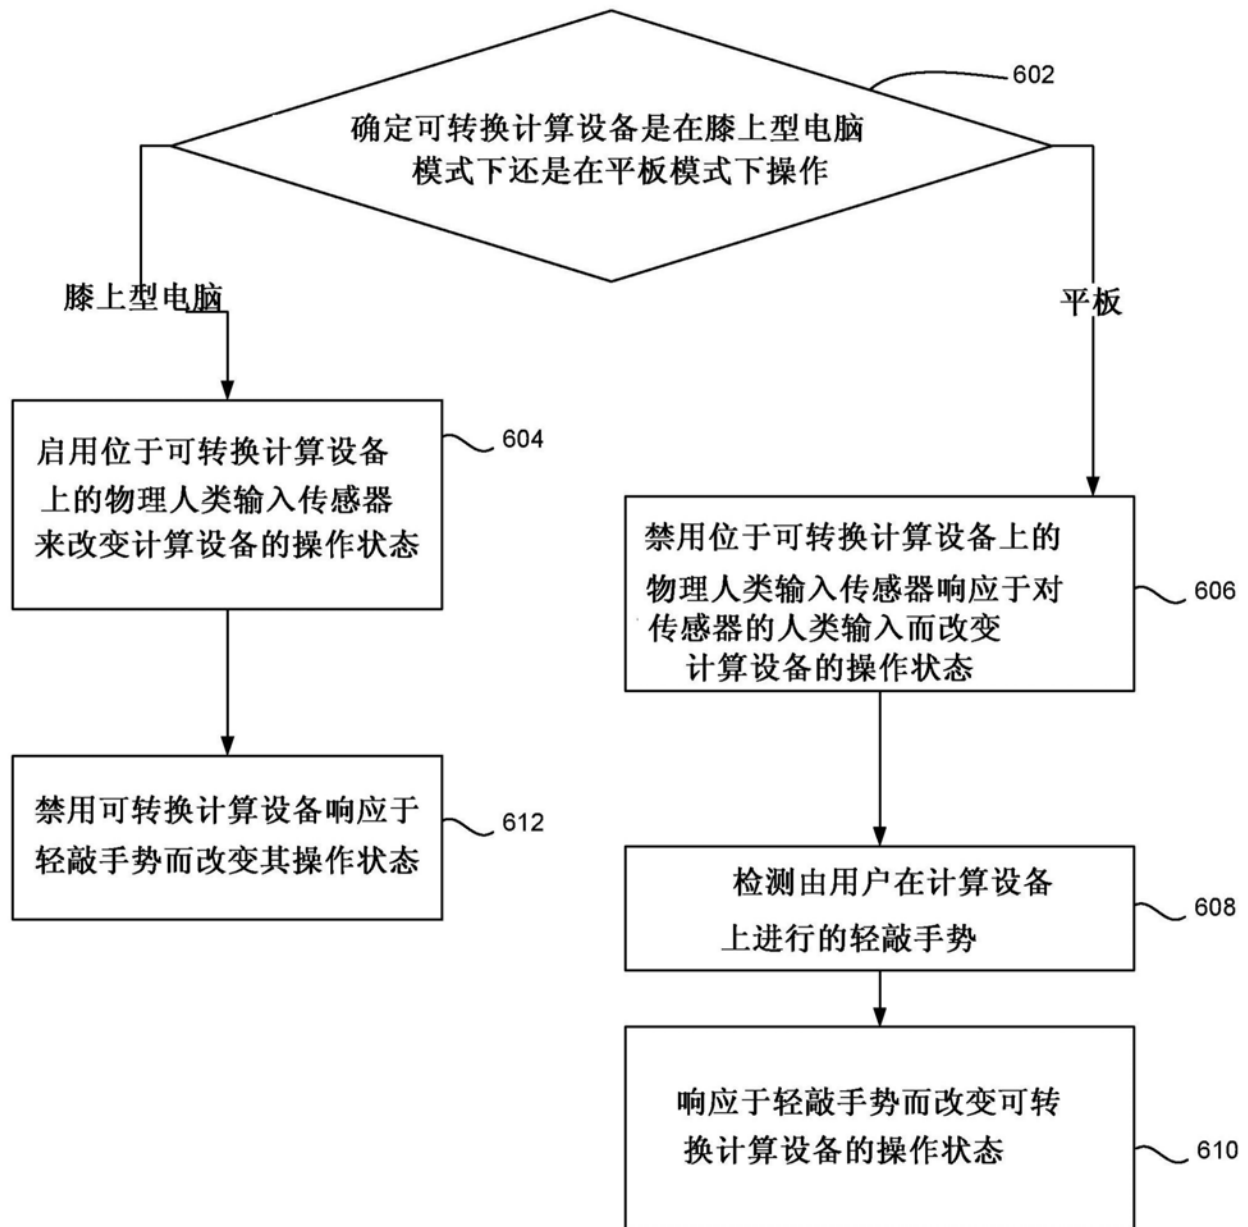 602
确定可转换计算设备是在膝上型电脑
模式下还是在平板模式下操作
膝上型电脑
平板
启用位于可转换计算设备
上的物理人类输入传感器
来改变计算设备的操作状态
604
禁用位于可转换计算设备上的
物理人类输入传感器响应于对
传感器的人类输入而改变
计算设备的操作状态
606
禁用可转换计算设备响应于
轻敲手势而改变其操作状态
612
检测由用户在计算设备
上进行的轻敲手势
608
响应于轻敲手势而改变可转
换计算设备的操作状态
610